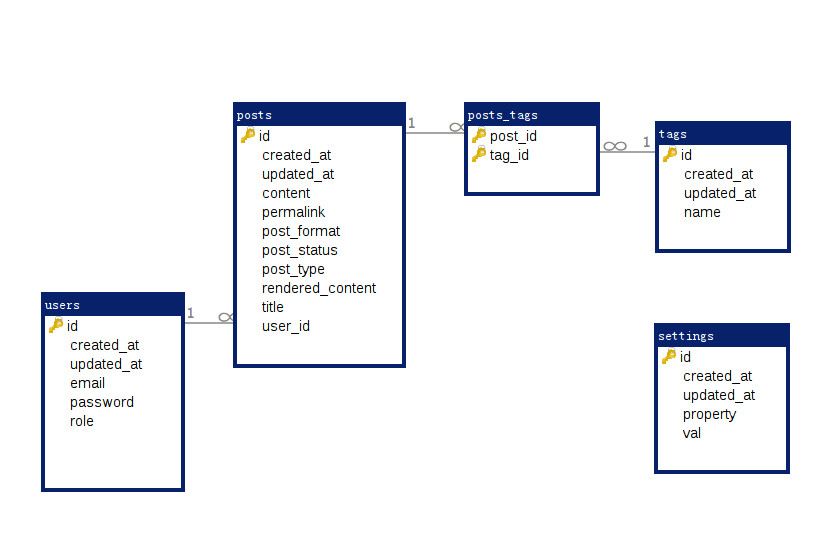 posts
id
created_at
updated_at
content
permalink
post_format
post_status
post_type
rendered_content
title
user_id
1
∞
posts_tags
post_id
tag_id
∞
1
tags
id
created_at
updated_at
name
users
id
created_at
updated_at
email
password
role
1
∞
settings
id
created_at
updated_at
property
val